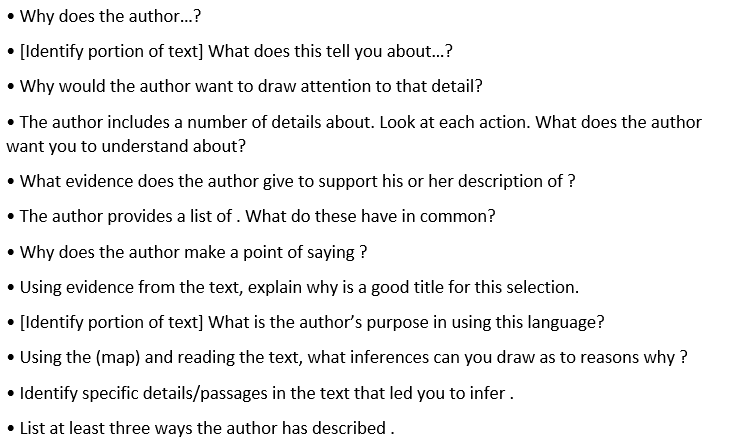 • Why does the author...?
• [Identify portion of text] What does this tell you about...?
• Why would the author want to draw attention to that detail?
• The author includes a number of details about. Look at each action. What does the author
want you to understand about?
• What evidence does the author give to support his or her description of ?
• The author provides a list of . What do these have in common?
• Why does the author make a point of saying ?
• Using evidence from the text, explain why is a good title for this selection.
• [Identify portion of text] What is the author’s purpose in using this language?
• Using the (map) and reading the text, what inferences can you draw as to reasons why ?
• Identify specific details/passages in the text that led you to infer .
• List at least three ways the author has described .